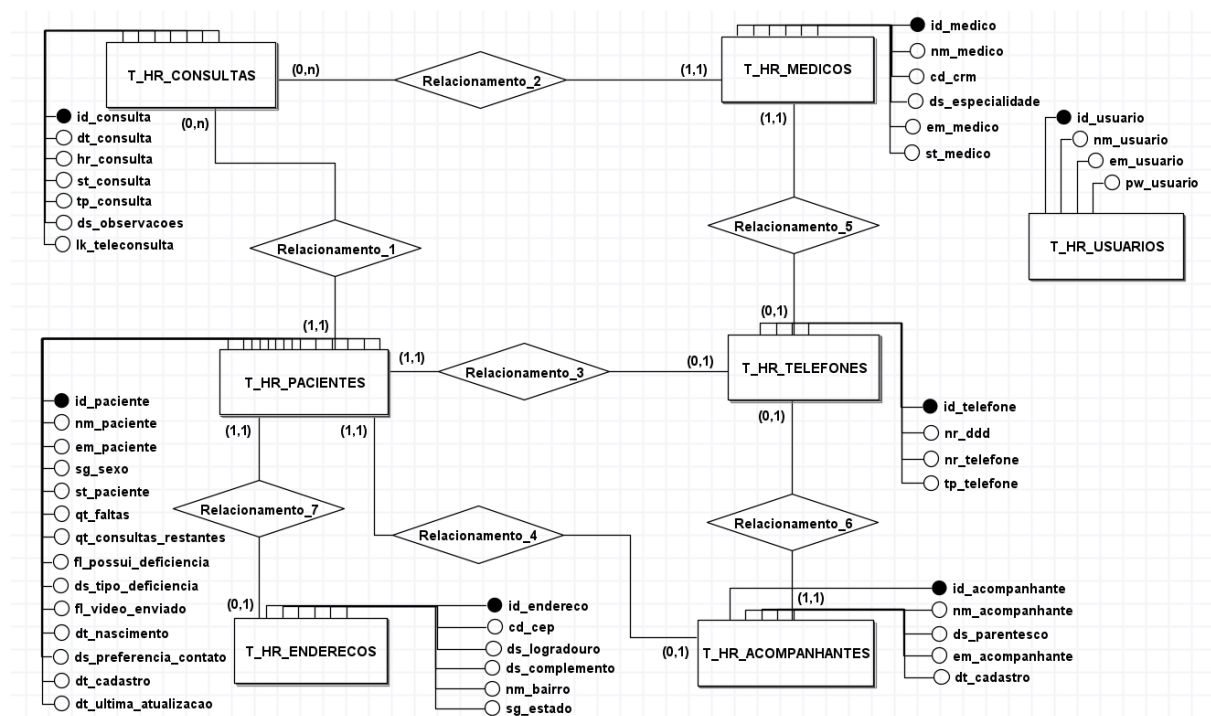 T_HR_CONSULTAS
(0,n)
Relacionamento_2
(1,1)
T_HR_MEDICOS
id_medico
nm_medico
cd_crm
ds_especialidade
em_medico
st_medico
(0,n)
id_consulta
dt_consulta
hr_consulta
st_consulta
tp_consulta
ds_observacoes
lk_teleconsulta
(1,1)
id_usuario
nm_usuario
em_usuario
pw_usuario
T_HR_USUARIOS
Relacionamento_1
Relacionamento_5
(1,1)
(0,1)
T_HR_PACIENTES
(1,1)
Relacionamento_3
(0,1)
T_HR_TELEFONES
id_paciente
nm_paciente
em_paciente
sg_sexo
st_paciente
qt_faltas
qt_consultas_restantes
fl_possui_deficiencia
ds_tipo_deficiencia
fl_video_enviado
dt_nascimento
ds_preferencia_contato
dt_cadastro
dt_ultima_atualizacao
(1,1)
(1,1)
(0,1)
id_telefone
nr_ddd
nr_telefone
tp_telefone
Relacionamento_7
Relacionamento_4
Relacionamento_6
(0,1)
T_HR_ENDERECOS
id_endereco
cd_cep
ds_logradouro
ds_complemento
nm_bairro
sg_estado
(1,1)
(0,1)
T_HR_ACOMPANHANTES
id_acompanhante
nm_acompanhante
ds_parentesco
em_acompanhante
dt_cadastro